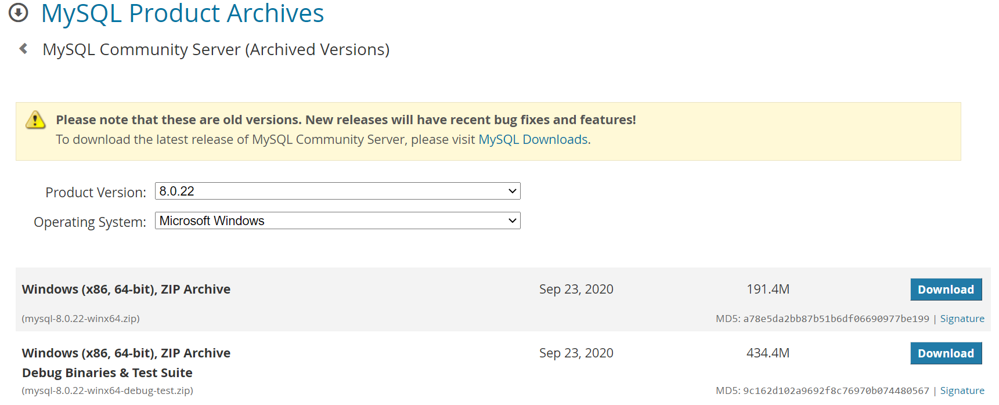 MySQL Product Archives
MySQL Community Server (Archived Versions)
Please note that these are old versions. New releases will have recent bug fixes and features!
To download the latest release of MySQL Community Server, please visit MySQL Downloads.
Product Version: 8.0.22
Operating System: Microsoft Windows
Windows (x86, 64-bit), ZIP Archive Sep 23, 2020 191.4M Download
(mysql-8.0.22-winx64.zip) MD5: a78e5da2bb87b51b6df06690977be199 | Signature
Windows (x86, 64-bit), ZIP Archive Sep 23, 2020 434.4M Download
Debug Binaries & Test Suite
(mysql-8.0.22-winx64-debug-test.zip) MD5: 9c162d102a9692f8c76970b074480567 | Signature